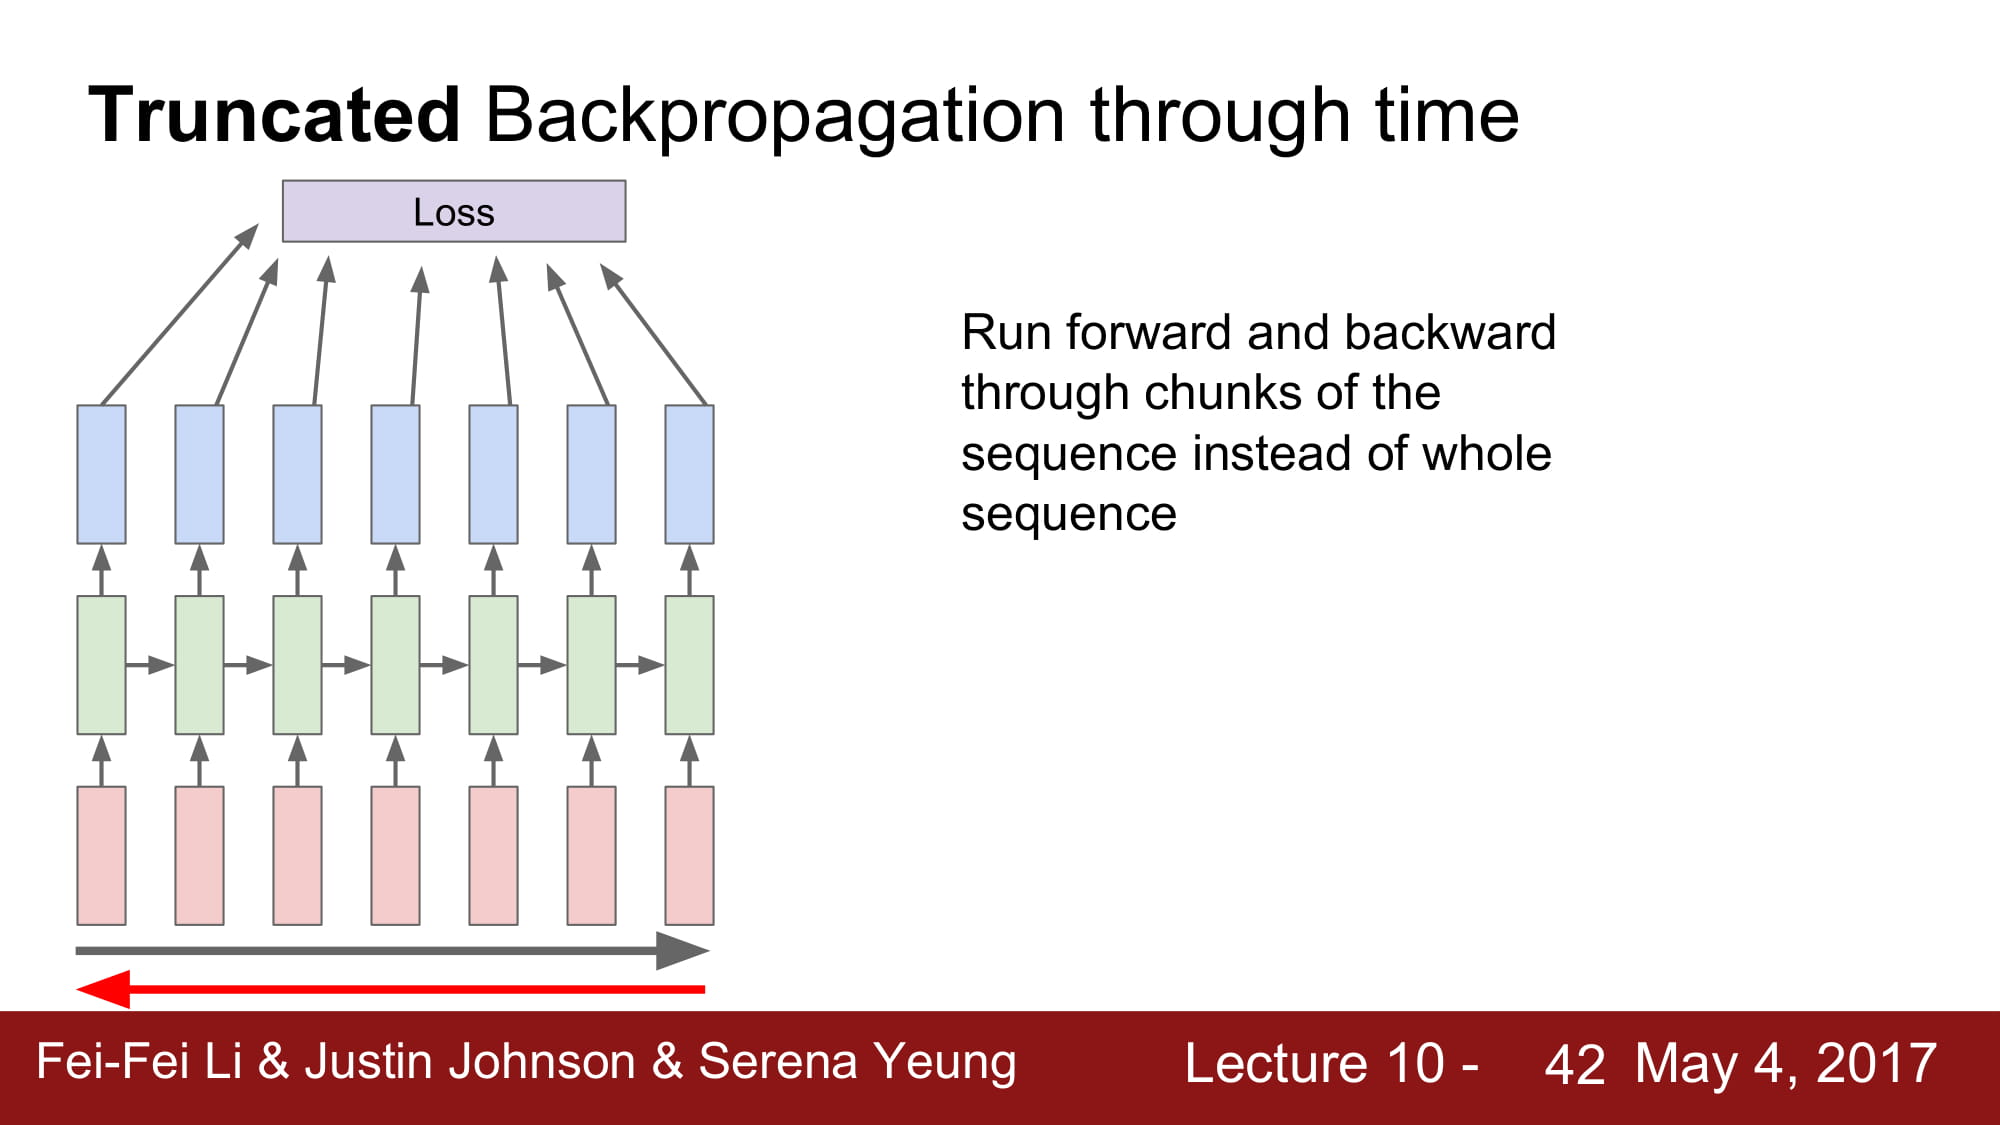 Truncated Backpropagation through time
Loss
Run forward and backward
through chunks of the
sequence instead of whole
sequence
Fei-Fei Li & Justin Johnson & Serena Yeung
Lecture 10 - 42 May 4, 2017